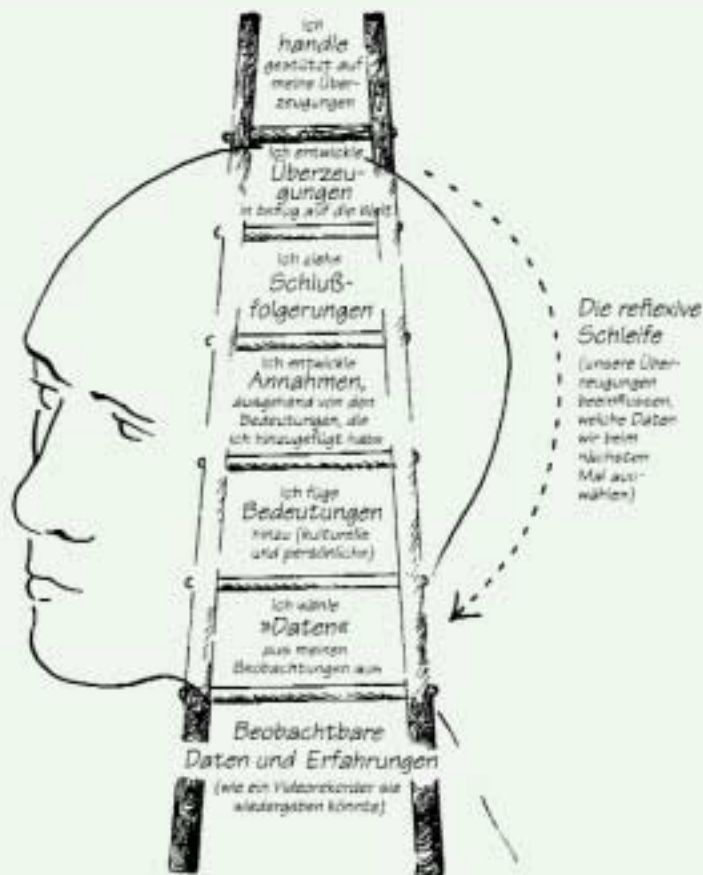 Ich
handle
gestützt auf
meine Über-
zeugungen
Ich entwickle
Überzeu-
gungen
in bezug auf die Welt
Ich ziehe
Schluß-
folgerungen
Ich entwickle
Annahmen,
ausgehend von den
Bedeutungen, die
ich hinzugefügt habe
Ich füge
Bedeutungen
hinzu (kulturelle
und persönliche)
Ich wähle
»Daten«
aus meinen
Beobachtungen aus
Beobachtbare
Daten und Erfahrungen
(wie ein Videorekorder sie
wiedergeben könnte)
Die reflexive
Schleife
(unsere Über-
zeugungen
beeinflussen,
welche Daten
wir beim
nächsten
Mal aus-
wählen)